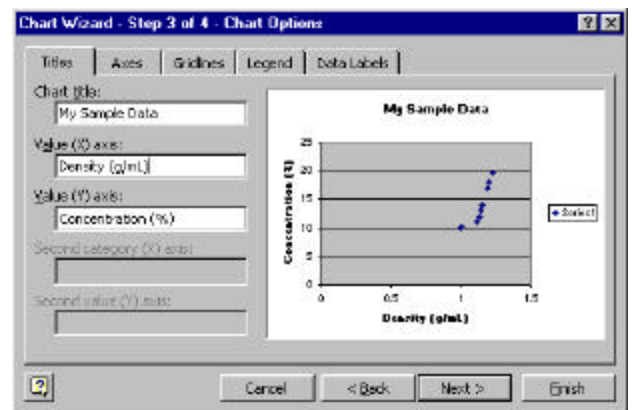 Chart Wizard - Step 3 of 4 - Chart Options
Titles Axes Gridlines Legend Data Labels
Chart title:
My Sample Data
Value (X) axis:
Density (g/mL)
Value (Y) axis:
Concentration (%)
Second category (X) axis:
Second value (Y) axis:
My Sample Data
Concentration (%)
25
20
15
10
5
0
0 0.5 1 1.5
Density (g/mL)
Series1
Cancel < Back Next > Finish